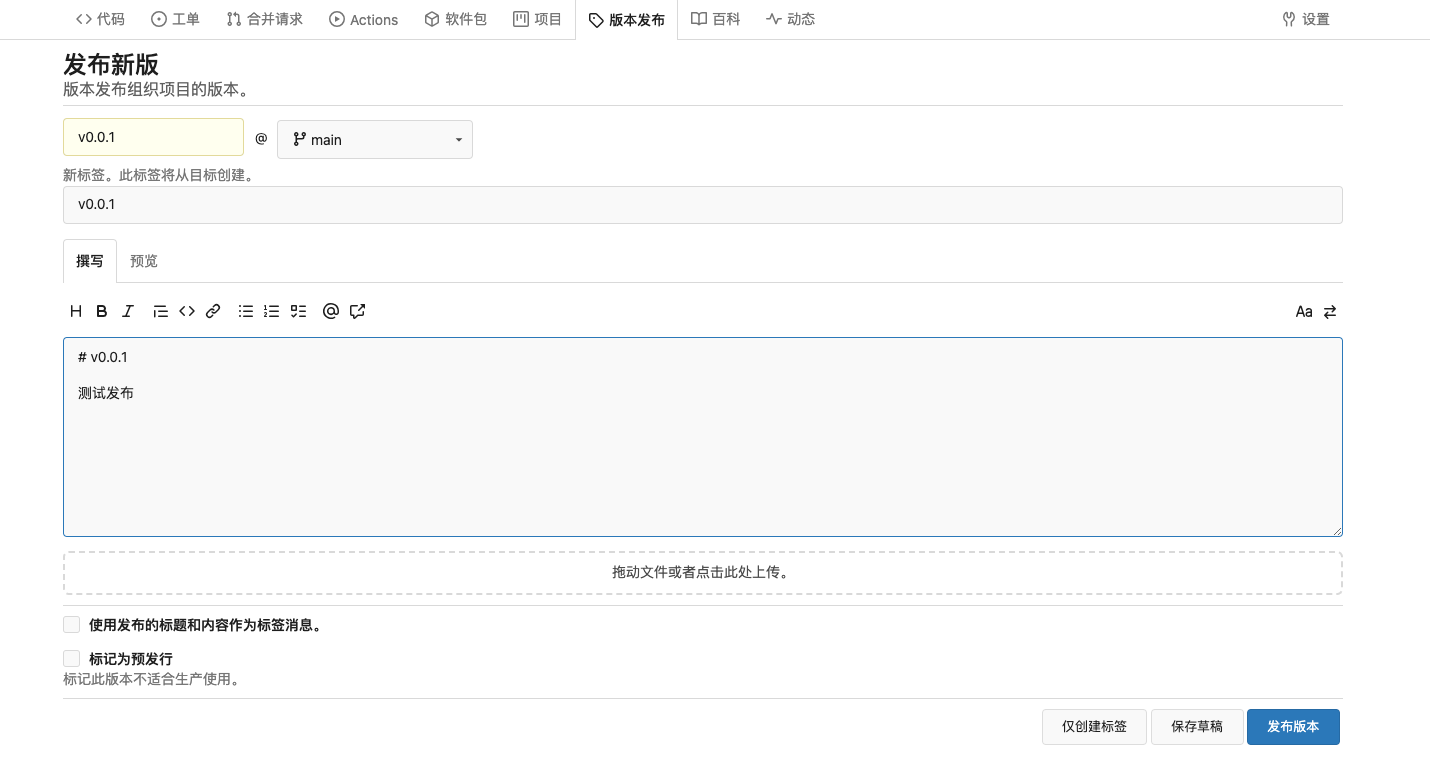 代码 工单 合并请求 Actions 软件包 项目 版本发布 百科 动态 设置
发布新版
版本发布组织项目的版本。
v0.0.1 @ main
新标签。此标签将从目标创建。
v0.0.1
撰写 预览
H B I Aa
# v0.0.1
测试发布
拖动文件或者点击此处上传。
使用发布的标题和内容作为标签消息。
标记为预发行
标记此版本不适合生产使用。
仅创建标签 保存草稿 发布版本